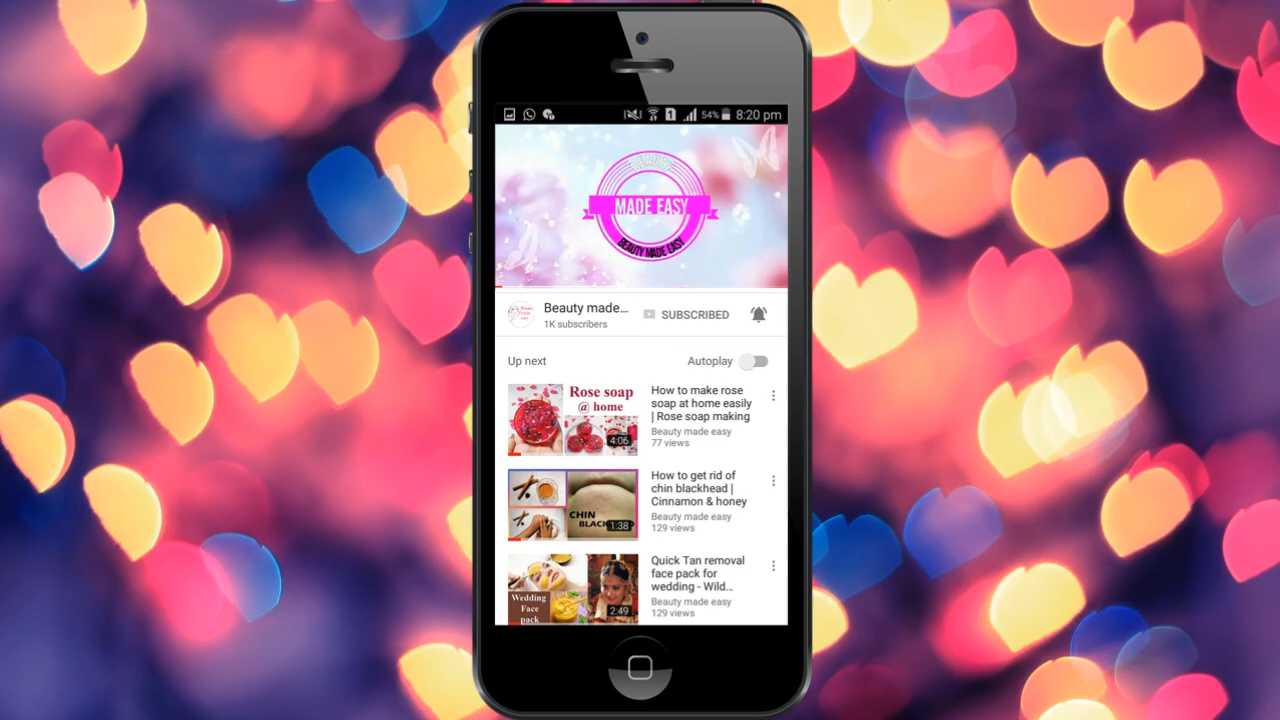 1
54%
8:20 pm
BEAUTY
MADE EASY
BEAUTY MADE EASY
Beauty made...
SUBSCRIBED
1K subscribers
Up next
Autoplay
Rose soap
@ home
4:06
How to make rose
soap at home easily
| Rose soap making
Beauty made easy
77 views
CHIN
1:38
How to get rid of
chin blackhead |
Cinnamon & honey
Beauty made easy
129 views
Wedding
Face
pack
2:49
Quick Tan removal
face pack for
wedding - Wild...
Beauty made easy
129 views